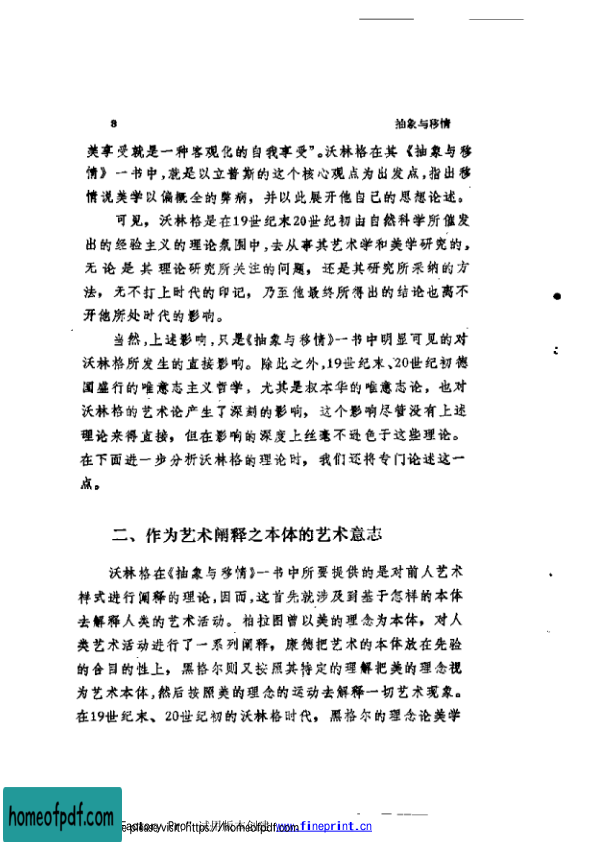 8 抽象与移情
美享受就是一种客观化的自我享受”。沃林格在其《抽象与移
情》一书中,就是以立普斯的这个核心观点为出发点,指出移
情说美学以偏概全的弊病，并以此展开他自己的思想论述。
可见，沃林格是在19世纪末20世纪初由自然科学所催发
出的经验主义的理论氛围中,去从事其艺术学和美学研究的。
无论是其理论研究所关注的问题，还是其研究所采纳的方
法，无不打上时代的印记，乃至他最终所得出的结论也离不
开他所处时代的影响。
当然,上述影响,只是《抽象与移情》一书中明显可见的对
沃林格所发生的直接影响。除此之外,19世纪末、20世纪初德
国盛行的唯意志主义哲学，尤其是叔本华的唯意志论，也对
沃林格的艺术论产生了深刻的影响，这个影响尽管没有上述
理论来得直接，但在影响的深度上丝毫不逊色于这些理论。
在下面进一步分析沃林格的理论时，我们还将专门论述这一
点。
二、作为艺术阐释之本体的艺术意志
沃林格在《抽象与移情》一书中所要提供的是对前人艺术
样式进行阐释的理论,因而,这首先就涉及到基于怎样的本体
去解释人类的艺术活动。柏拉图曾以美的理念为本体，对人
类艺术活动进行了一系列阐释，康德把艺术的本体放在先验
的合目的性上，黑格尔则又按照其特定的理解把美的理念视
为艺术本体,然后按照美的理念的运动去解释一切艺术现象。
在19世纪末、20世纪初的沃林格时代，黑格尔的理念论美学
homeofpdf.com
Factory Pro" 试用版本创建 www.fineprint.cn
please visit: https://homeofpdf.com